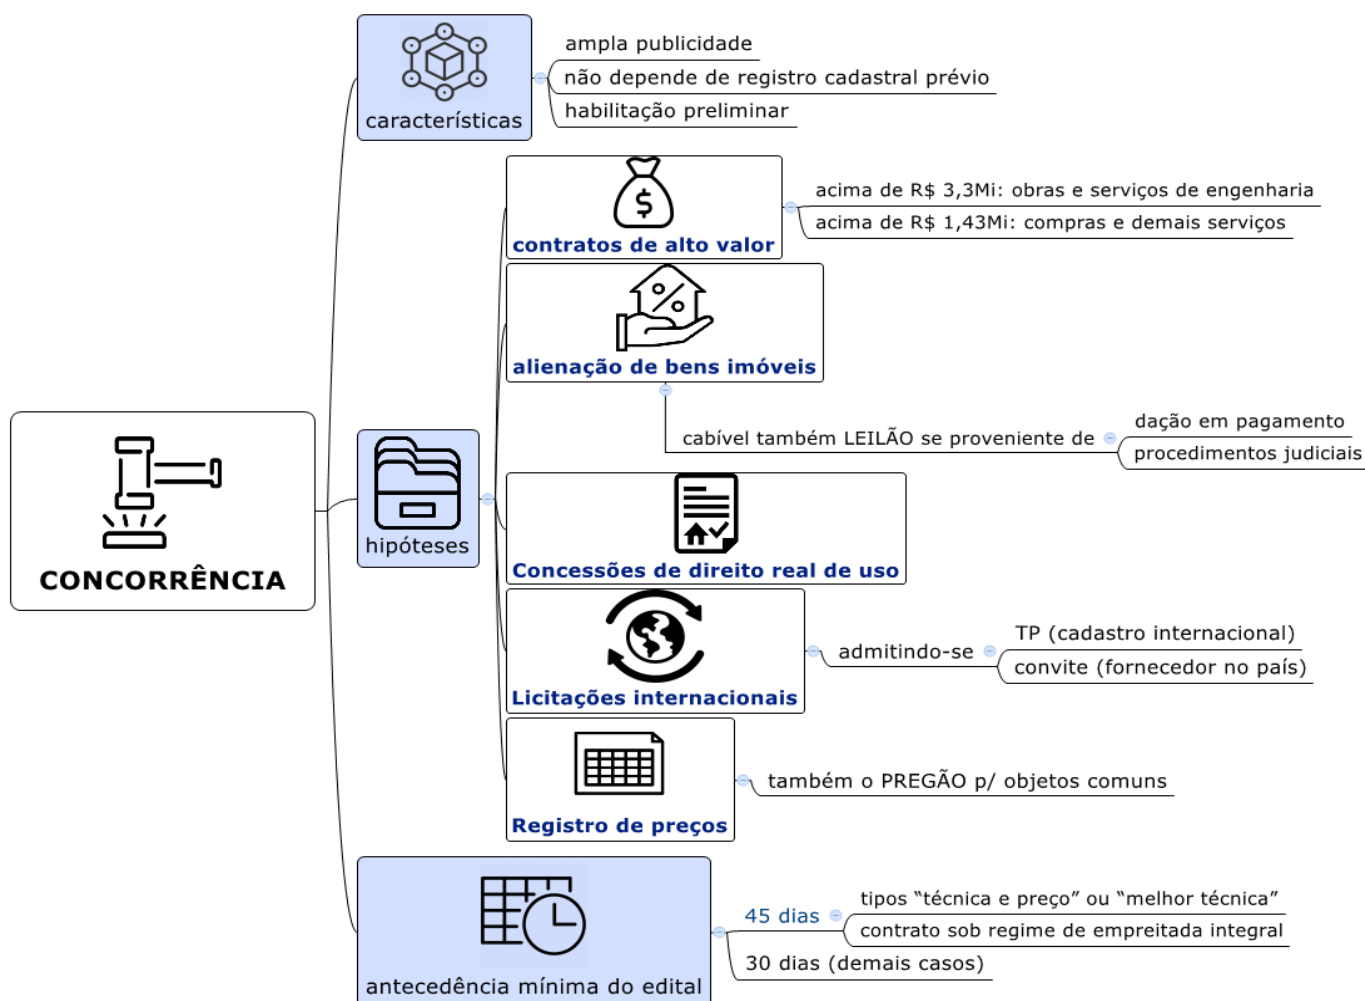 CONCORRÊNCIA
características
ampla publicidade
não depende de registro cadastral prévio
habilitação preliminar
hipóteses
$
contratos de alto valor
acima de R$ 3,3Mi: obras e serviços de engenharia
acima de R$ 1,43Mi: compras e demais serviços
%
alienação de bens imóveis
cabível também LEILÃO se proveniente de
dação em pagamento
procedimentos judiciais
Concessões de direito real de uso
Licitações internacionais
admitindo-se
TP (cadastro internacional)
convite (fornecedor no país)
Registro de preços
também o PREGÃO p/ objetos comuns
antecedência mínima do edital
45 dias
tipos “técnica e preço” ou “melhor técnica”
contrato sob regime de empreitada integral
30 dias (demais casos)